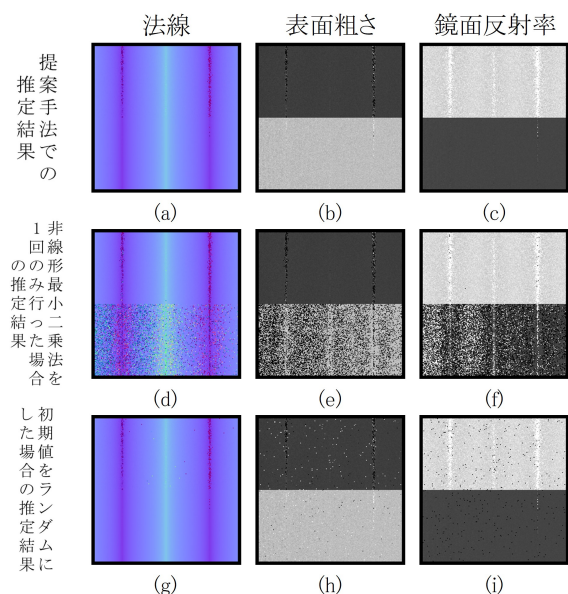 法線
表面粗さ
鏡面反射率
提案手法での
推定結果
(a)
(b)
(c)
非線形最小二乗法を
1回のみ行った場合
の推定結果
(d)
(e)
(f)
初期値をランダムに
した場合の推定結果
(g)
(h)
(i)